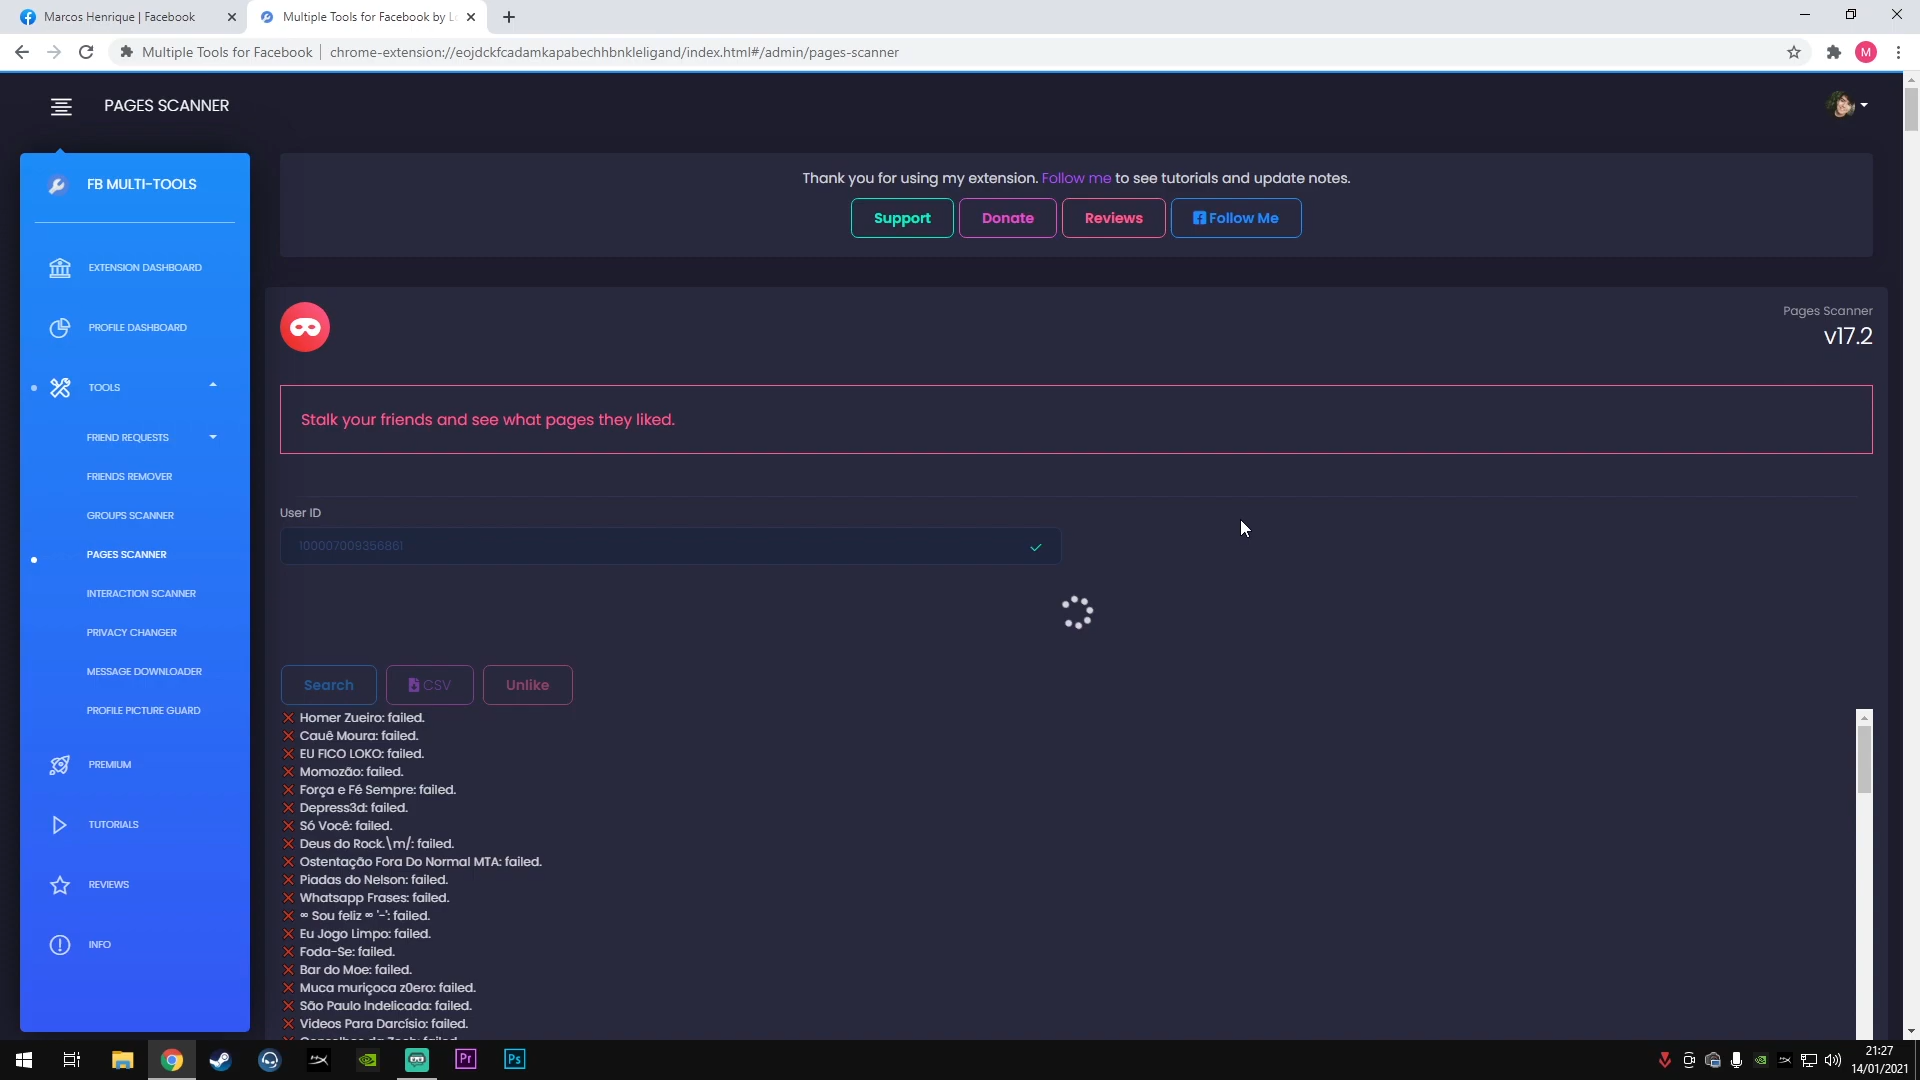 Marcos Henrique | Facebook
Multiple Tools for Facebook by Lo
Multiple Tools for Facebook
chrome-extension://eojdckfcadamkapabechhbnkleligand/index.html#/admin/pages-scanner
M
PAGES SCANNER
FB MULTI-TOOLS
EXTENSION DASHBOARD
PROFILE DASHBOARD
TOOLS
FRIEND REQUESTS
FRIENDS REMOVER
GROUPS SCANNER
PAGES SCANNER
INTERACTION SCANNER
PRIVACY CHANGER
MESSAGE DOWNLOADER
PROFILE PICTURE GUARD
PREMIUM
TUTORIALS
REVIEWS
INFO
Thank you for using my extension. Follow me to see tutorials and update notes.
Support
Donate
Reviews
Follow Me
Pages Scanner
v17.2
Stalk your friends and see what pages they liked.
User ID
100007009356861
Search
CSV
Unlike
Homer Zueiro: failed.
Cauê Moura: failed.
EU FICO LOKO: failed.
Momozão: failed.
Força e Fé Sempre: failed.
Depress3d: failed.
Só Você: failed.
Deus do Rock.\m/: failed.
Ostentação Fora Do Normal MTA: failed.
Piadas do Nelson: failed.
Whatsapp Frases: failed.
∞ Sou feliz ∞ '-': failed.
Eu Jogo Limpo: failed.
Foda-Se: failed.
Bar do Moe: failed.
Muca muriçoca z0ero: failed.
São Paulo Indelicada: failed.
Videos Para Darcísio: failed.
Pr
Ps
21:27
14/01/2021